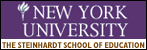 NEW YORK
UNIVERSITY
THE STEINHARDT SCHOOL OF EDUCATION